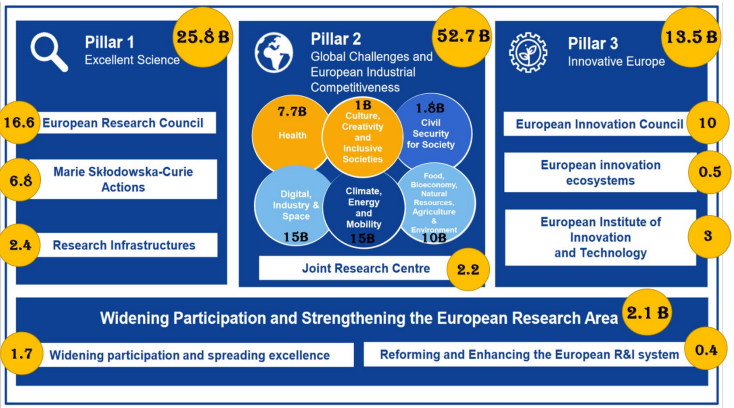 Pillar 1
Excellent Science
25.8 B
16.6
European Research Council
6.8
Marie Skłodowska-Curie
Actions
2.4
Research Infrastructures
Pillar 2
Global Challenges and
European Industrial
Competitiveness
52.7 B
7.7B
Health
1B
Culture,
Creativity
and
Inclusive
Societies
1.8B
Civil
Security
for Society
Digital,
Industry &
Space
15B
Climate,
Energy
and
Mobility
15B
Food,
Bioeconomy,
Natural
Resources,
Agriculture &
Environment
10B
Joint Research Centre
2.2
Pillar 3
Innovative Europe
13.5 B
European Innovation Council
10
European innovation
ecosystems
0.5
European Institute of
Innovation
and Technology
3
Widening Participation and Strengthening the European Research Area
2.1 B
1.7
Widening participation and spreading excellence
Reforming and Enhancing the European R&I system
0.4